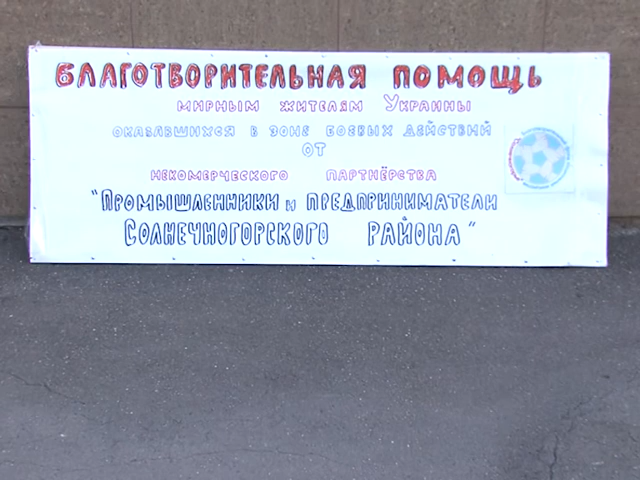 БЛАГОТВОРИТЕЛЬНАЯ ПОМОЩЬ
МИРНЫМ ЖИТЕЛЯМ УКРАИНЫ
ОКАЗАВШИХСЯ В ЗОНЕ БОЕВЫХ ДЕЙСТВИЙ
ОТ
НЕКОМЕРЧЕСКОГО ПАРТНЁРСТВА
"ПРОМЫШЛЕННИКИ и ПРЕДПРИНИМАТЕЛИ
СОЛНЕЧНОГОРСКОГО РАЙОНА"